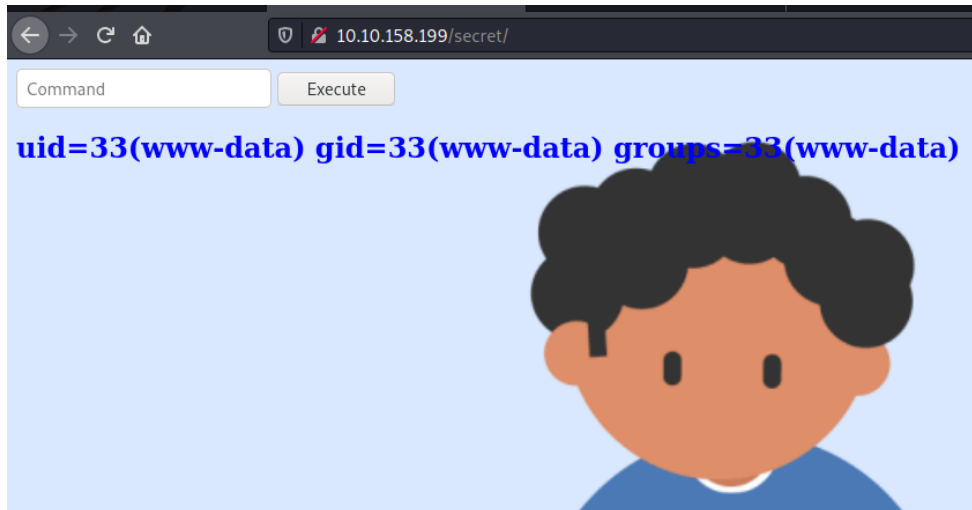 10.10.158.199/secret/
Command Execute
uid=33(www-data) gid=33(www-data) groups=33(www-data)